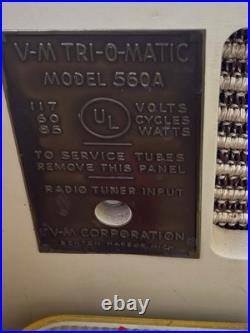 V-M TRI-O-MATIC
MODEL 560A
117 VOLTS
60 UL CYCLES
85 WATTS
TO SERVICE TUBES
REMOVE THIS PANEL
RADIO TUNER INPUT
V-M CORPORATION
BENTON HARBOR, MICH.